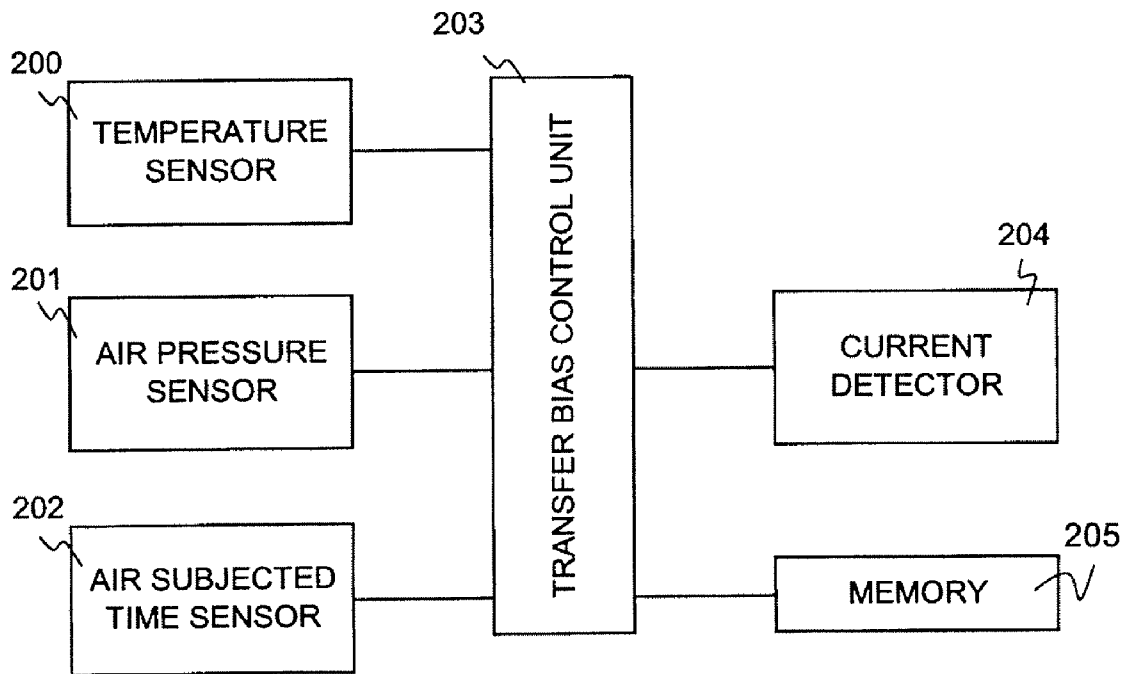 203
200
TEMPERATURE
SENSOR
201
AIR PRESSURE
SENSOR
202
AIR SUBJECTED
TIME SENSOR
TRANSFER BIAS CONTROL UNIT
204
CURRENT
DETECTOR
205
MEMORY